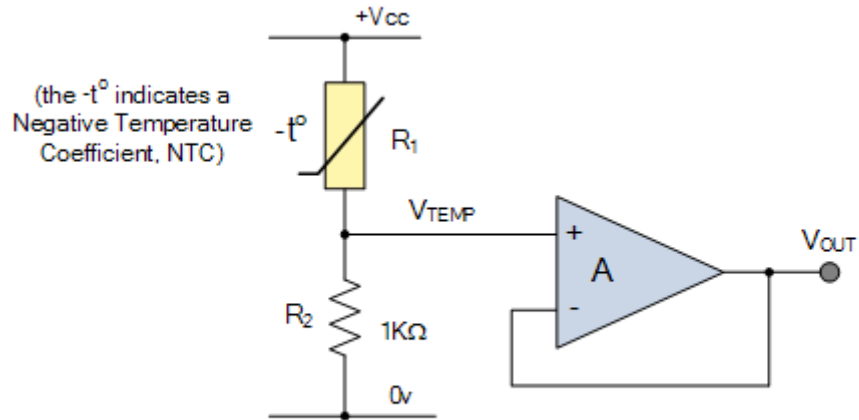 +Vcc
(the -t° indicates a
Negative Temperature
Coefficient, NTC)
-t°
R₁
VTEMP
+
A
-
VOUT
R₂
1KΩ
0v